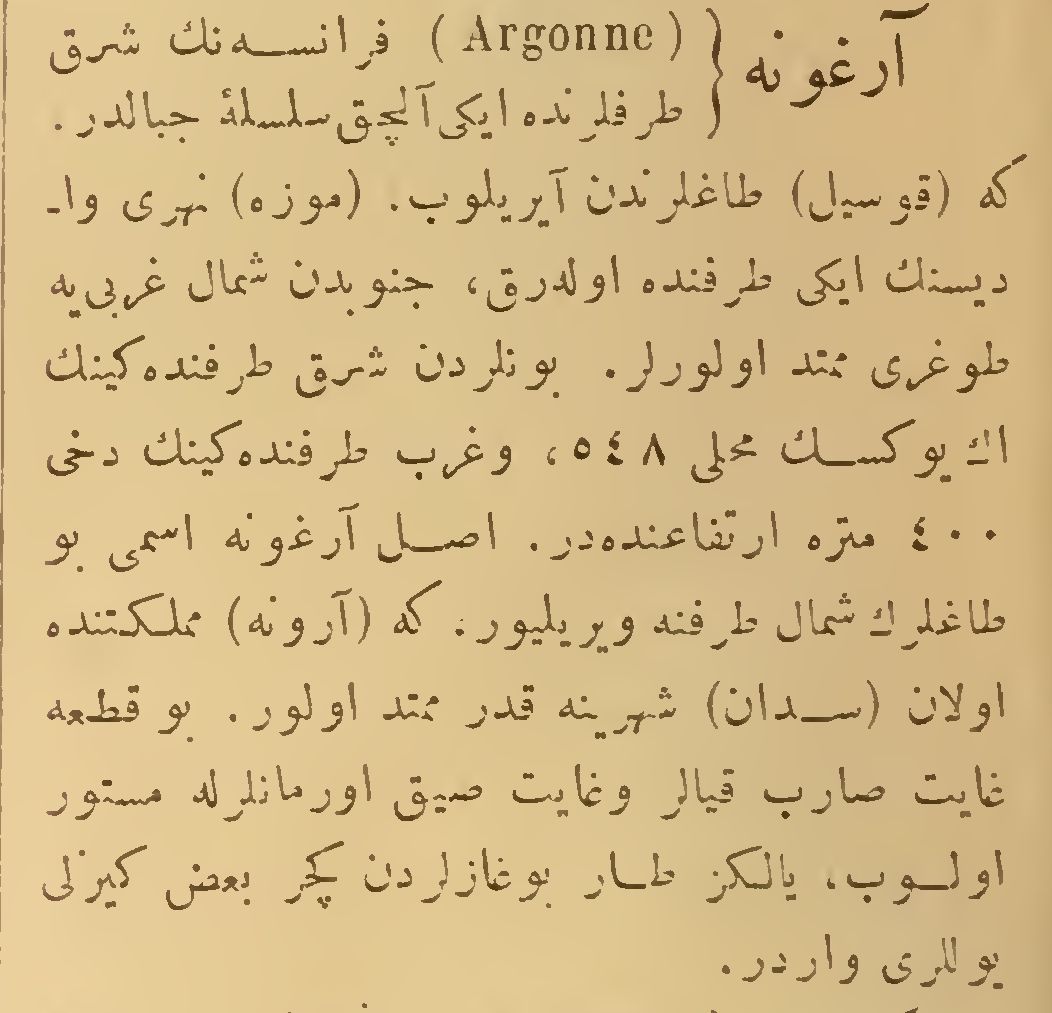 آرغونه } (Argonne) فرانسه‌نك شرق
طرفلرنده ایکی آلچق سلسلهٔ جبالدر.
که (قوسیل) طاغلرندن آیریلوب. (موزه) نهری وا-
دیسنك ایکی طرفنده اوله‌رق، جنوبدن شمال غربی‌یه
طوغری ممتد اولورلر. بونلردن شرق طرفنده‌کینك
اڭ یوکسك محلی ٥٤٨، وغرب طرفنده‌کینك دخی
٤٠٠ متره ارتفاعنده‌در. اصل آرغونه اسمی بو
طاغلرڭ شمال طرفنه ویریلیور. که (آرونه) مملکتنده
اولان (سدان) شهرینه قدر ممتد اولور. بو قطعه
غایت صارب قیالر وغایت صیق اورمانلرله مستور
اولوب، یالکز طار بوغازلردن کچر بعض کیزلی
یوللری واردر.